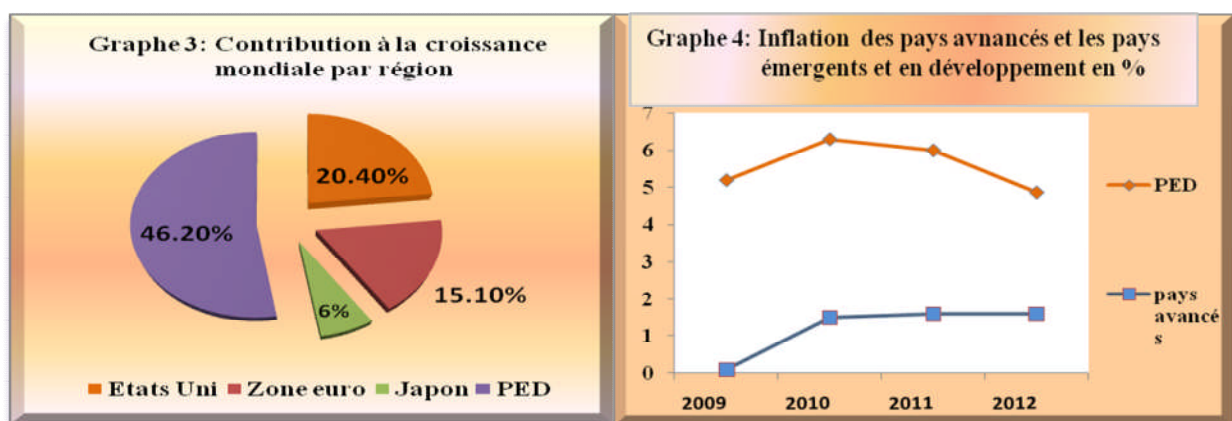 Graphe 3: Contribution à la croissance
mondiale par région
20.40%
46.20%
15.10%
6%
Etats Uni Zone euro Japon PED
Graphe 4: Inflation des pays avnancés et les pays
émergents et en développement en %
7
6
5
4
3
2
1
0
2009 2010 2011 2012
PED
pays
avancé
s